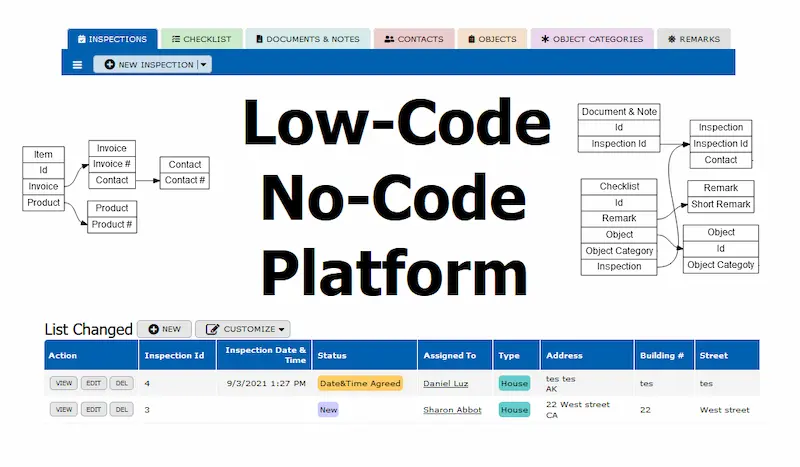 INSPECTIONS
CHECKLIST
DOCUMENTS & NOTES
CONTACTS
OBJECTS
OBJECT CATEGORIES
REMARKS
NEW INSPECTION
Low-Code
No-Code
Platform
Item
Id
Invoice
Product
Invoice
Invoice #
Contact
Contact
Contact #
Product
Product #
Document & Note
Id
Inspection Id
Inspection
Inspection Id
Contact
Checklist
Id
Remark
Object
Object Category
Inspection
Remark
Short Remark
Object
Id
Object Categoty
List Changed
NEW
CUSTOMIZE
Action
Inspection Id
Inspection Date &
Time
Status
Assigned To
Type
Address
Building #
Street
VIEW EDIT DEL 4 9/3/2021 1:27 PM Date&Time Agreed Daniel Luz House tes tes tes tes
AK
VIEW EDIT DEL 3 New Sharon Abbot House 22 West street 22 West street
CA